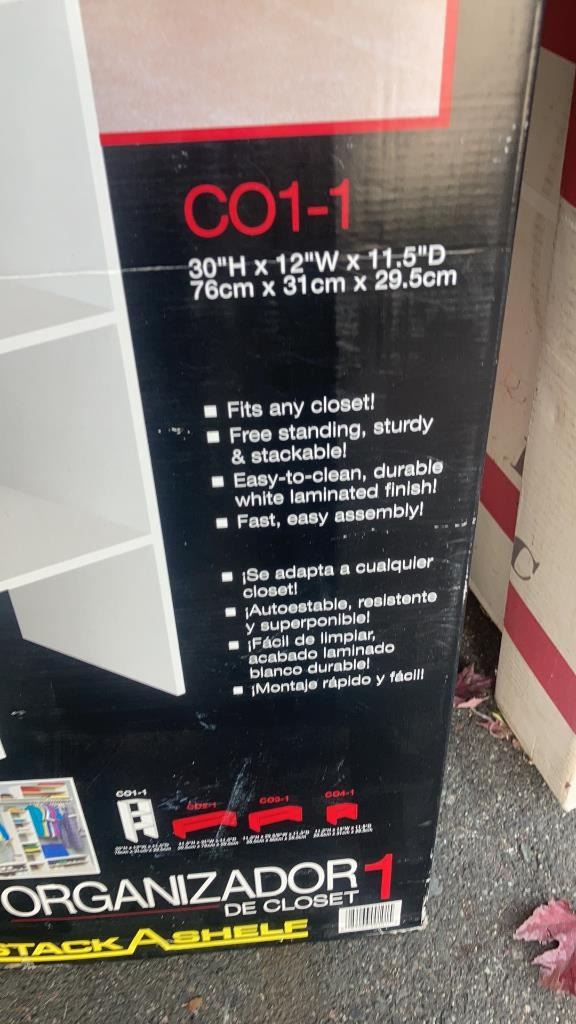 CO1-1
30"H x 12"W x 11.5"D
76cm x 31cm x 29.5cm
Fits any closet!
Free standing, sturdy
& stackable!
Easy-to-clean, durable
white laminated finish!
Fast, easy assembly!
¡Se adapta a cualquier
closet!
¡Autoestable, resistente
y superponible!
¡Fácil de limpiar,
acabado laminado
blanco durable!
¡Montaje rápido y fácil!
CO1-1
CO2-1
CO3-1
CO4-1
ORGANIZADOR 1
DE CLOSET
STACK A SHELF
C